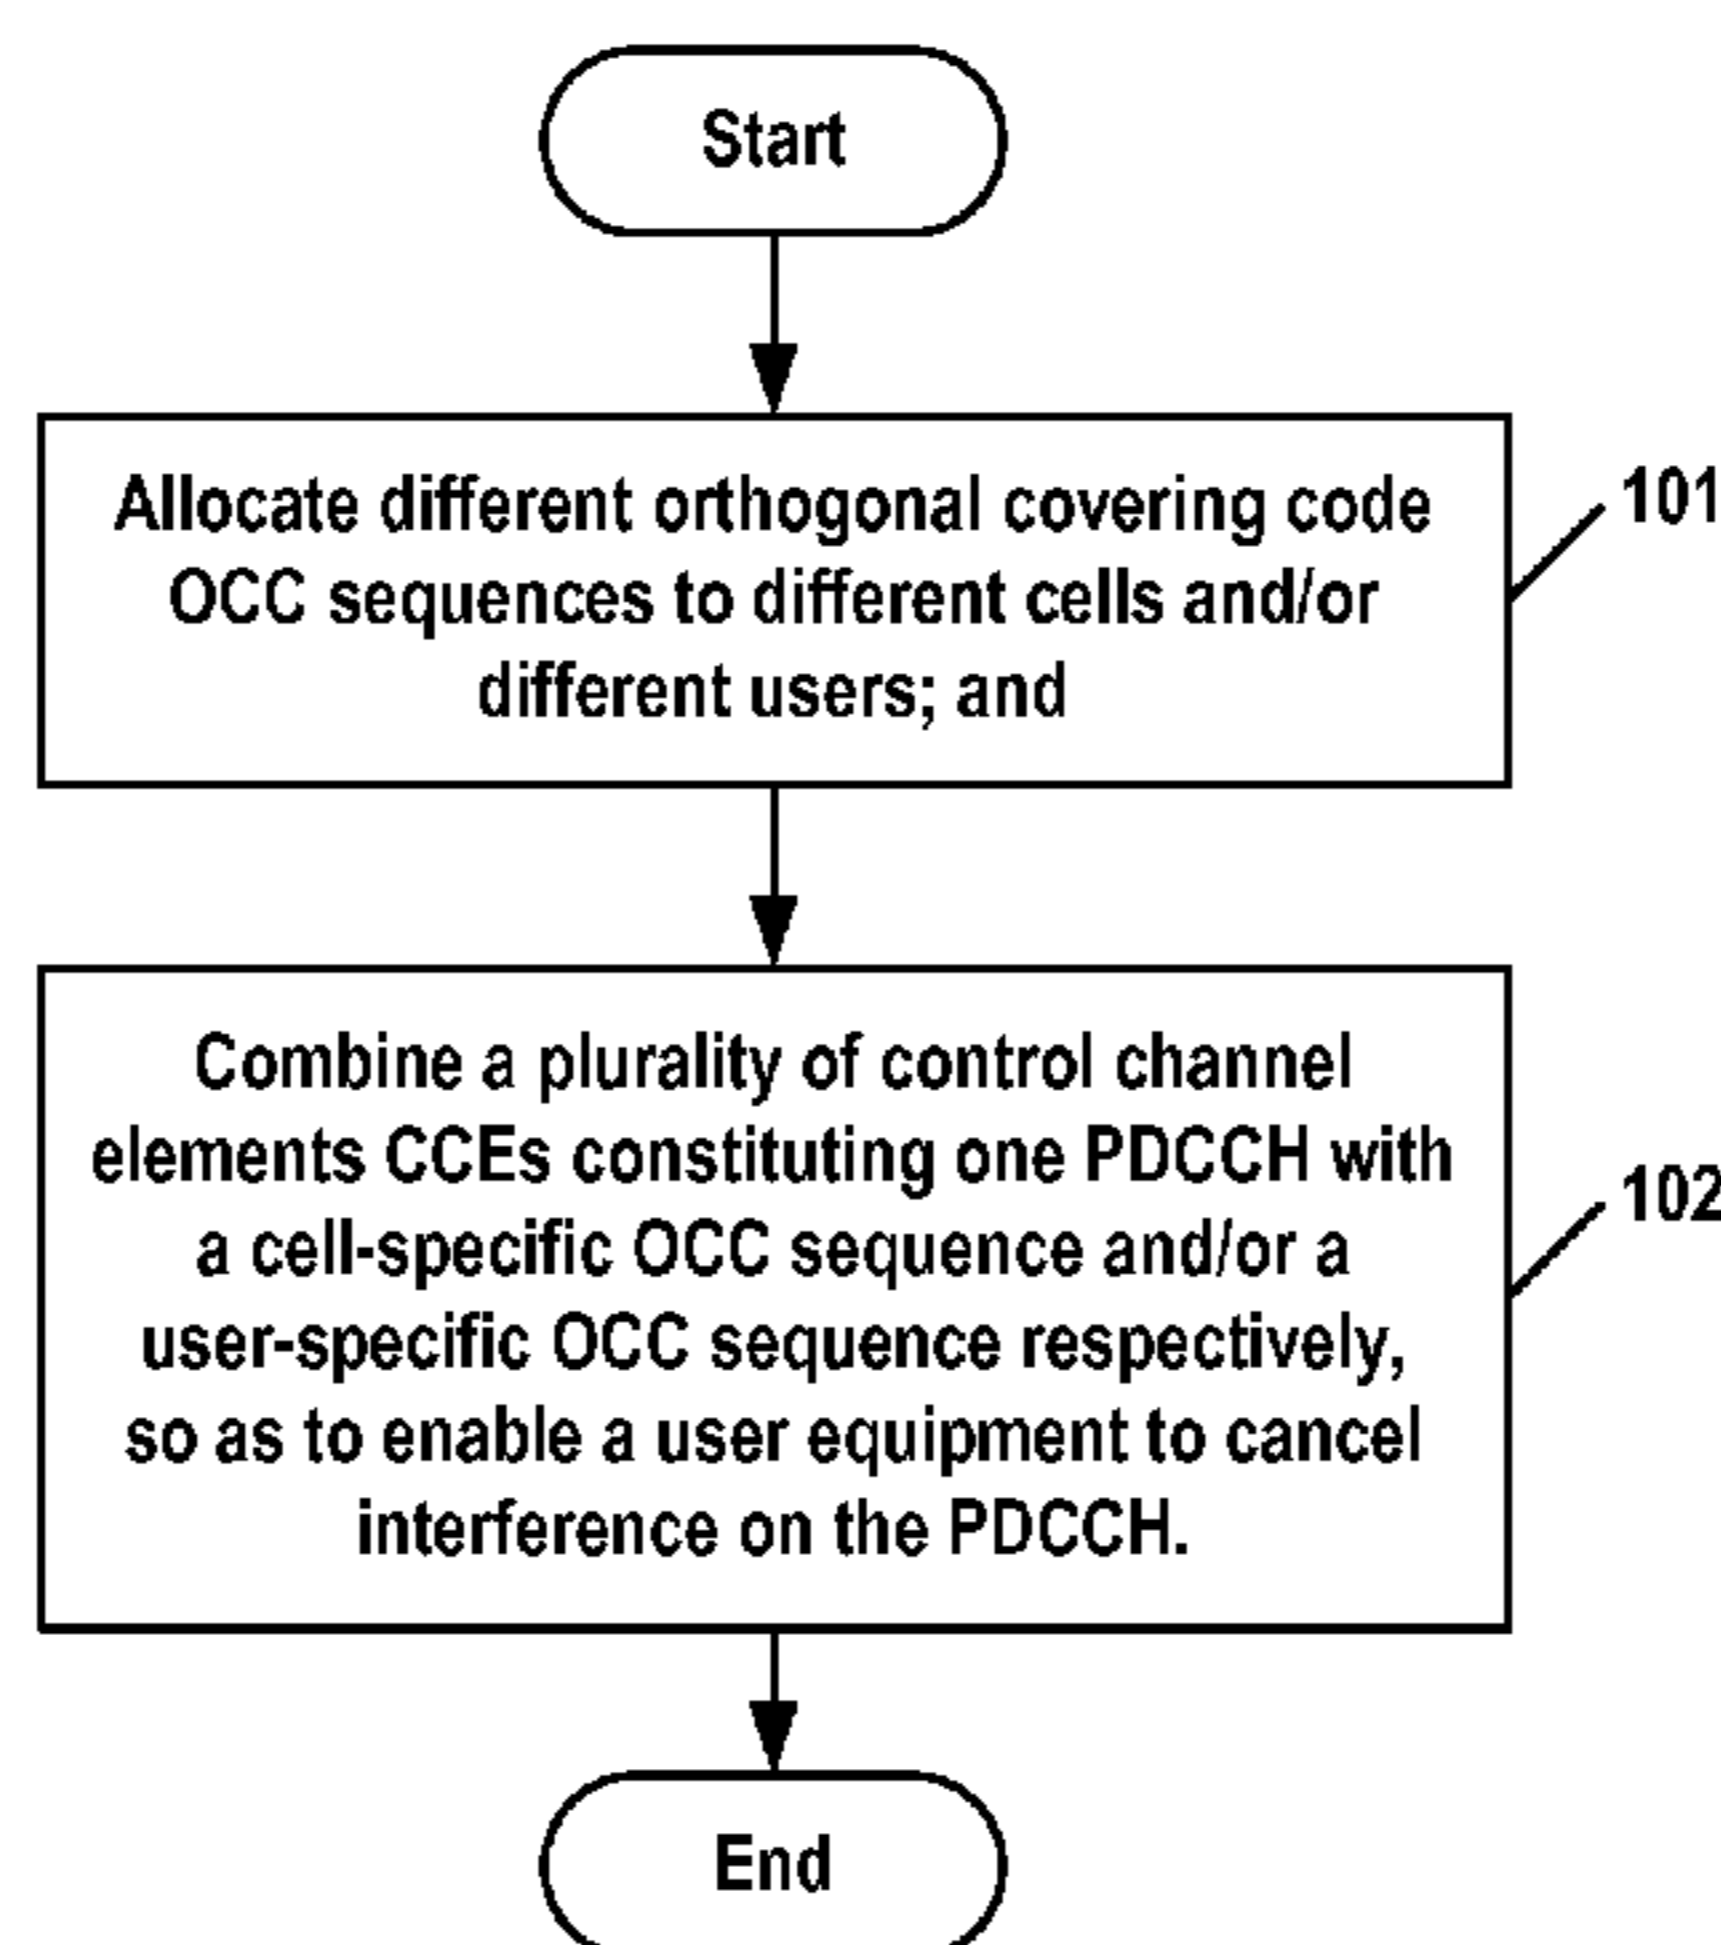 Start
Allocate different orthogonal covering code
OCC sequences to different cells and/or
different users; and
101
Combine a plurality of control channel
elements CCEs constituting one PDCCH with
a cell-specific OCC sequence and/or a
user-specific OCC sequence respectively,
so as to enable a user equipment to cancel
interference on the PDCCH.
102
End